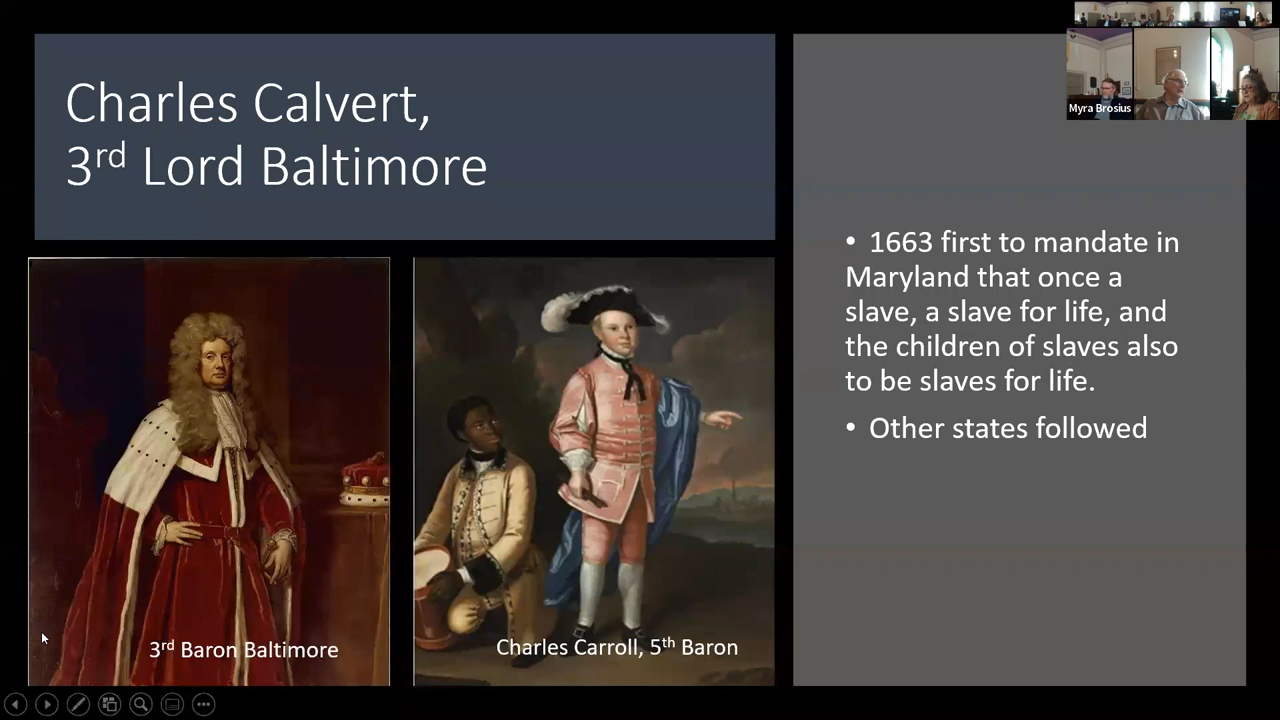 Charles Calvert,
3rd Lord Baltimore
Myra Brosius
• 1663 first to mandate in
Maryland that once a
slave, a slave for life, and
the children of slaves also
to be slaves for life.
• Other states followed
3rd Baron Baltimore
Charles Carroll, 5th Baron